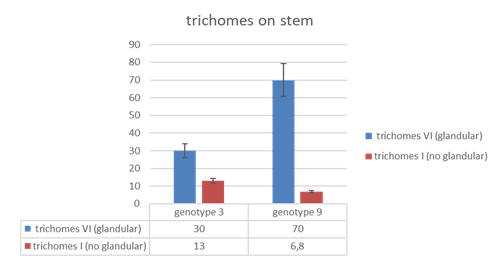 trichomes on stem
90
80
70
60
50
40
30
20
10
0
genotype 3 genotype 9
trichomes VI (glandular) 30 70
trichomes I (no glandular) 13 6,8
trichomes VI (glandular)
trichomes I (no glandular)